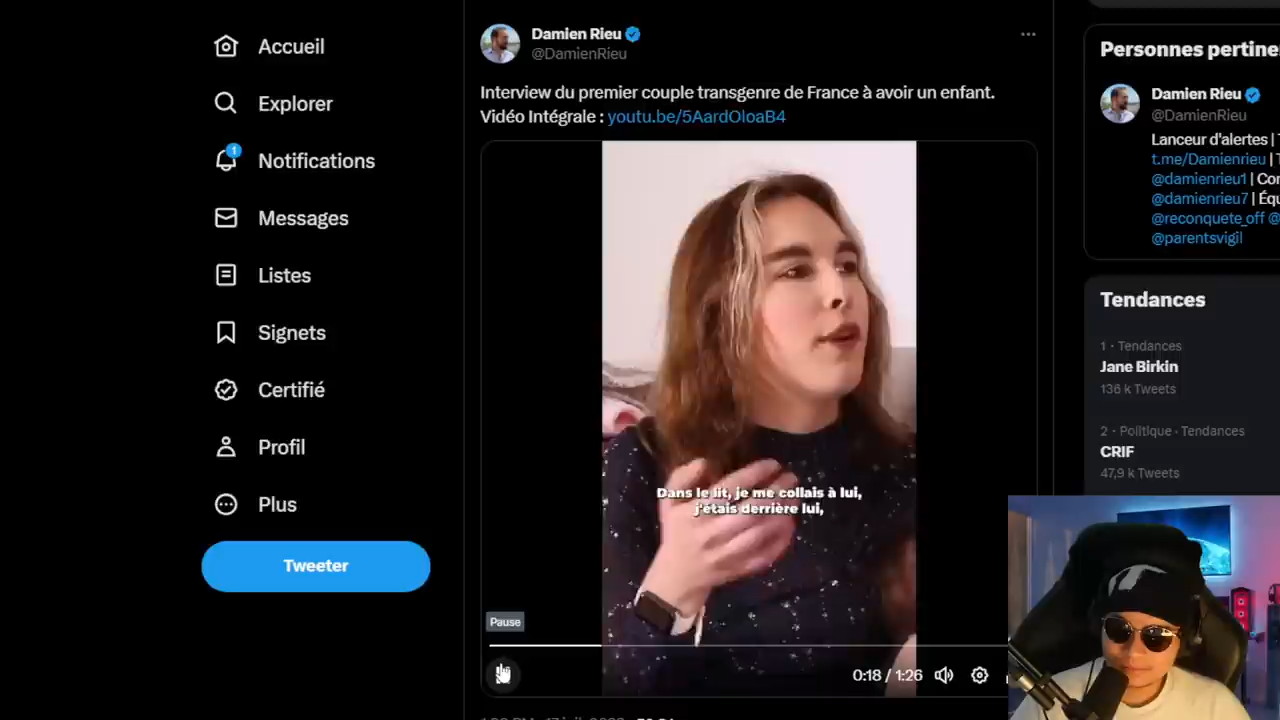 Accueil
Explorer
1
Notifications
Messages
Listes
Signets
Certifié
Profil
Plus
Tweeter
Damien Rieu
@DamienRieu
Interview du premier couple transgenre de France à avoir un enfant.
Vidéo Intégrale : youtu.be/5AardOloaB4
Dans le lit, je me collais à lui,
j'étais derrière lui,
Pause
0:18 / 1:26
Personnes pertine
Damien Rieu
@DamienRieu
Lanceur d'alertes |
t.me/Damienrieu |
@damienrieu1 |
@damienrieu7 |
@reconquete_off @
@parentsvigil
Tendances
1 · Tendances
Jane Birkin
136 k Tweets
2 · Politique · Tendances
CRIF
47,9 k Tweets